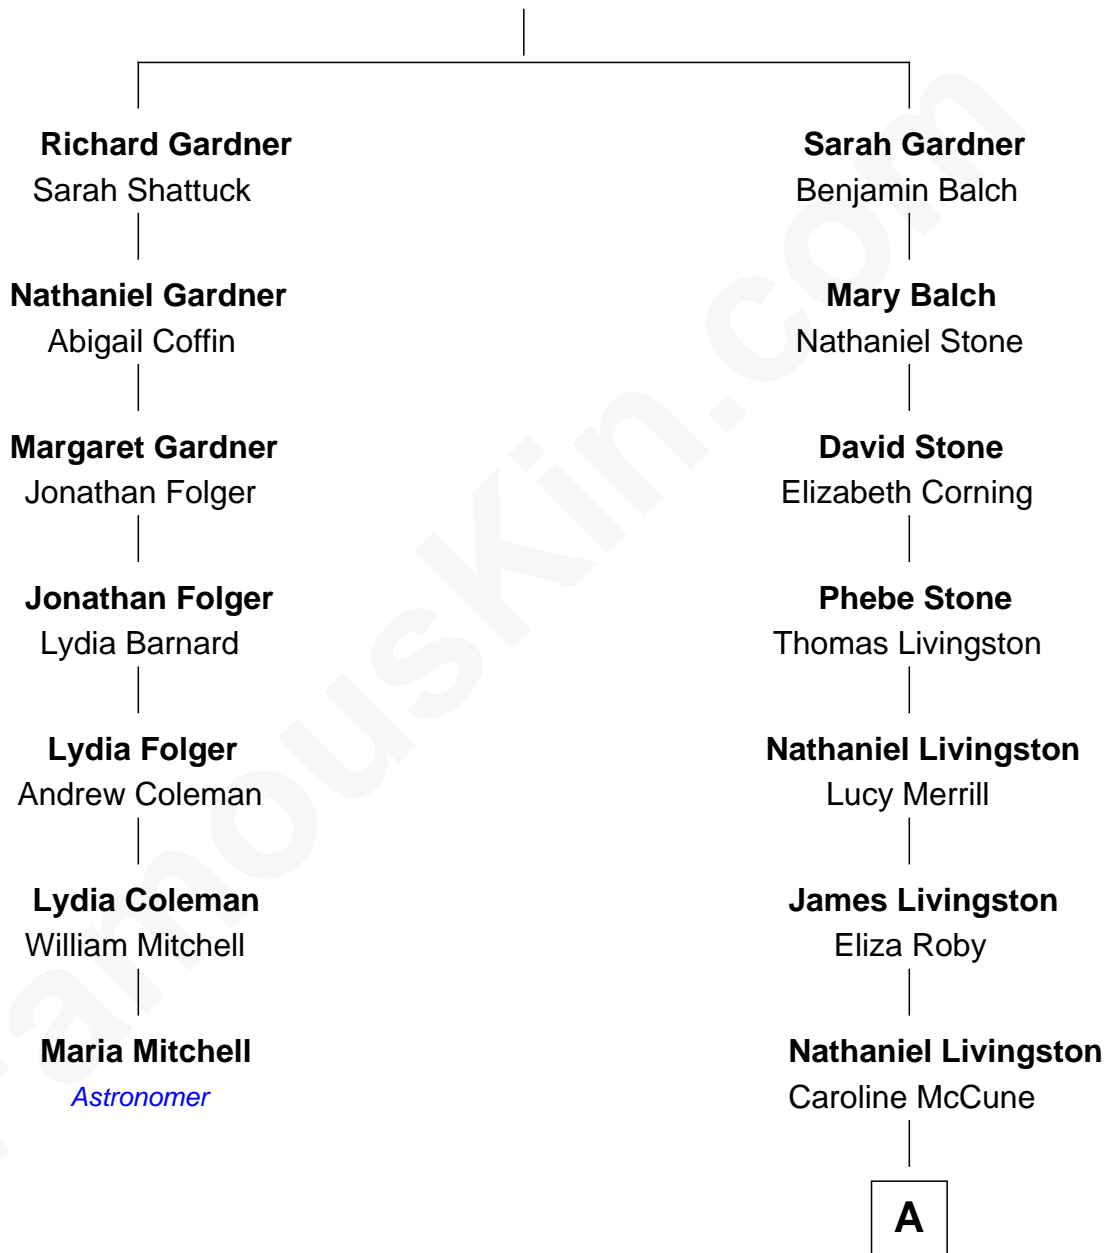 Richard Gardner
Sarah Shattuck
Nathaniel Gardner
Abigail Coffin
Margaret Gardner
Jonathan Folger
Jonathan Folger
Lydia Barnard
Lydia Folger
Andrew Coleman
Lydia Coleman
William Mitchell
Maria Mitchell
Astronomer
Sarah Gardner
Benjamin Balch
Mary Balch
Nathaniel Stone
David Stone
Elizabeth Corning
Phebe Stone
Thomas Livingston
Nathaniel Livingston
Lucy Merrill
James Livingston
Eliza Roby
Nathaniel Livingston
Caroline McCune
A
FamousKin.com